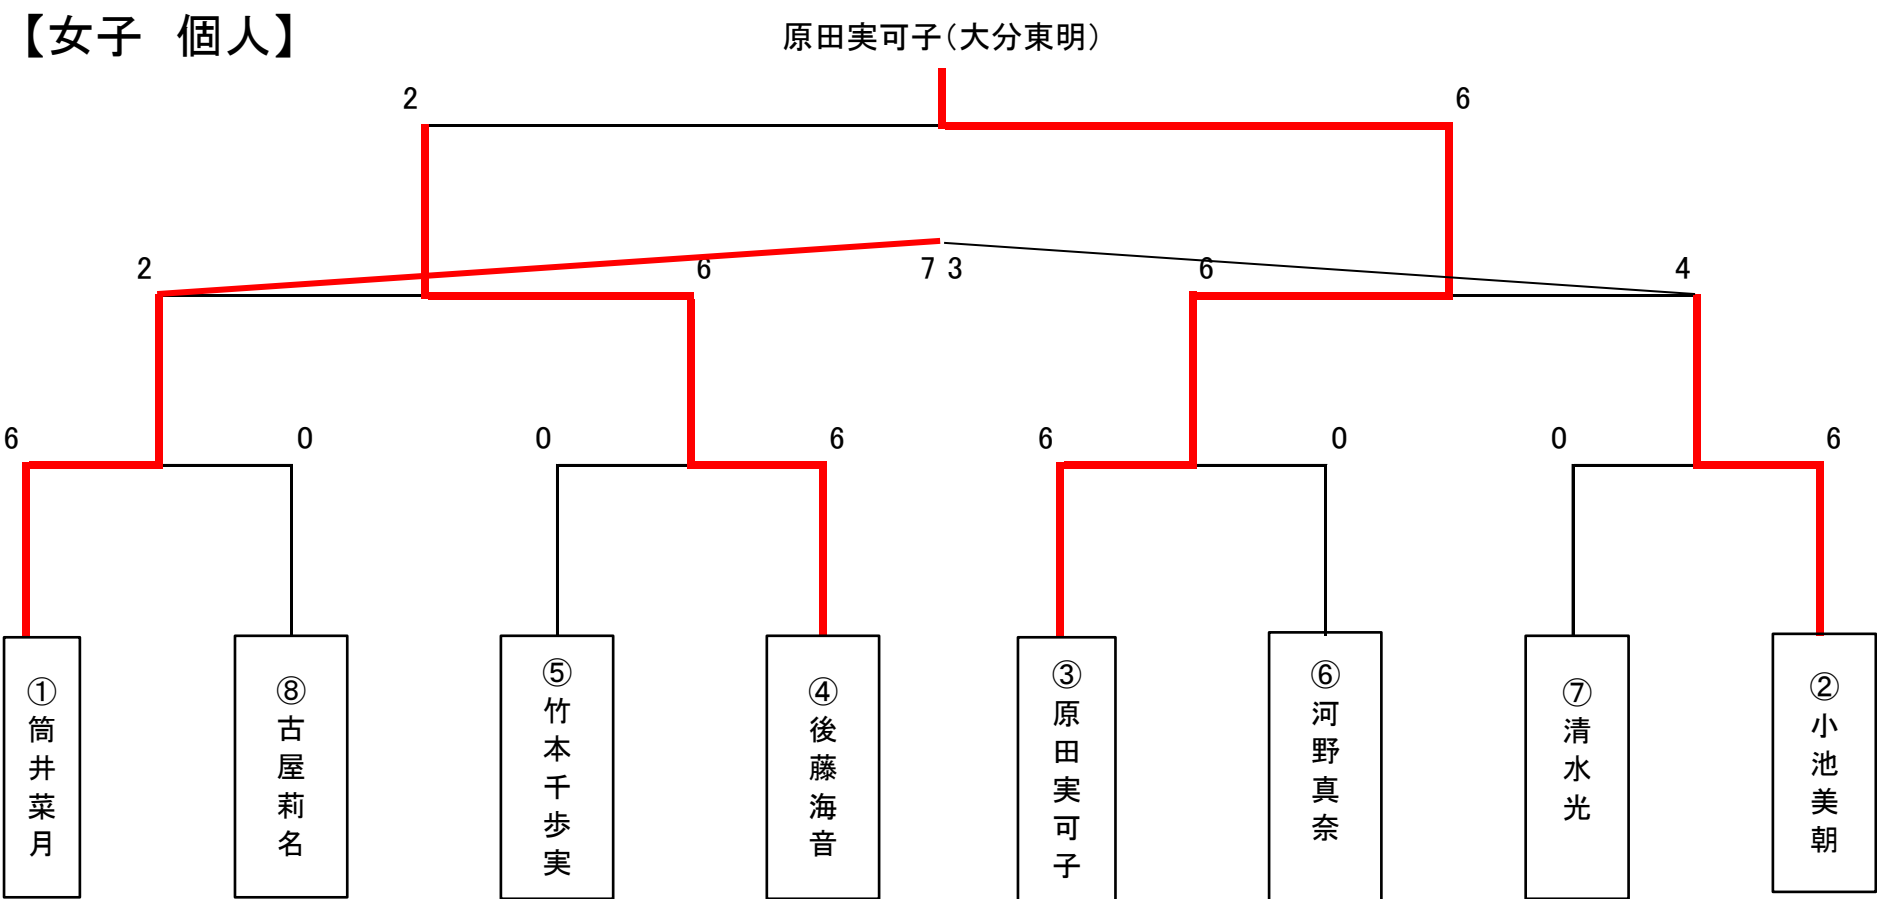 【女子　個人】
原田実可子（大分東明）
2
6
2
6
7 3
6
4
6
0
0
6
6
0
0
6
①筒井菜月
⑧古屋莉名
⑤竹本千歩実
④後藤海音
③原田実可子
⑥河野真奈
⑦清水光
②小池美朝